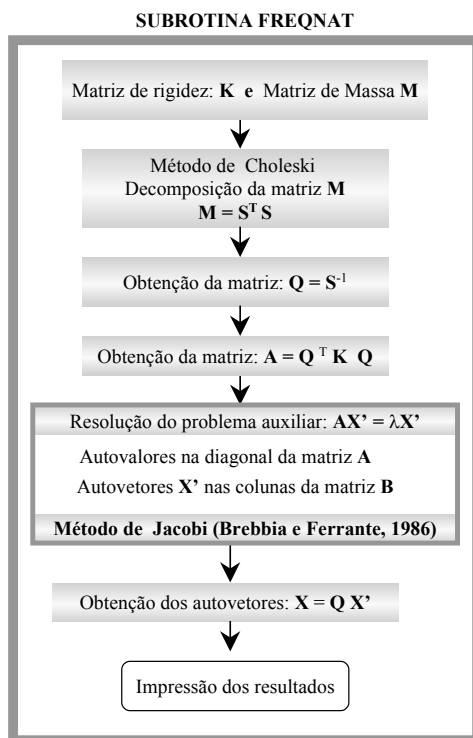 SUBROTINA FREQNAT
Matriz de rigidez: K e Matriz de Massa M
Método de Choleski
Decomposição da matriz M
M = Sᵀ S
Obtenção da matriz: Q = S⁻¹
Obtenção da matriz: A = Q ᵀ K Q
Resolução do problema auxiliar: AX’ = λX’
Autovalores na diagonal da matriz A
Autovetores X’ nas colunas da matriz B
Método de Jacobi (Brebbia e Ferrante, 1986)
Obtenção dos autovetores: X = Q X’
Impressão dos resultados